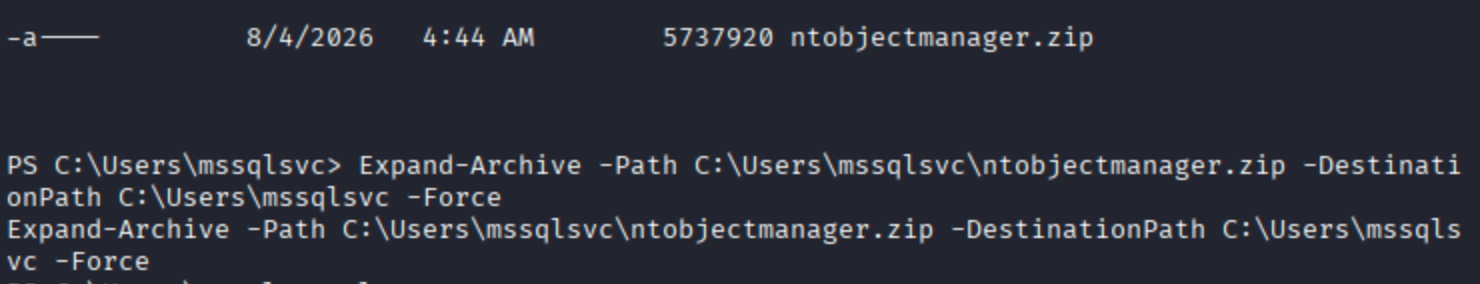 -a——— 8/4/2026 4:44 AM 5737920 ntobjectmanager.zip
PS C:\Users\mssqlsvc> Expand-Archive -Path C:\Users\mssqlsvc\ntobjectmanager.zip -Destinati
onPath C:\Users\mssqlsvc -Force
Expand-Archive -Path C:\Users\mssqlsvc\ntobjectmanager.zip -DestinationPath C:\Users\mssqls
vc -Force